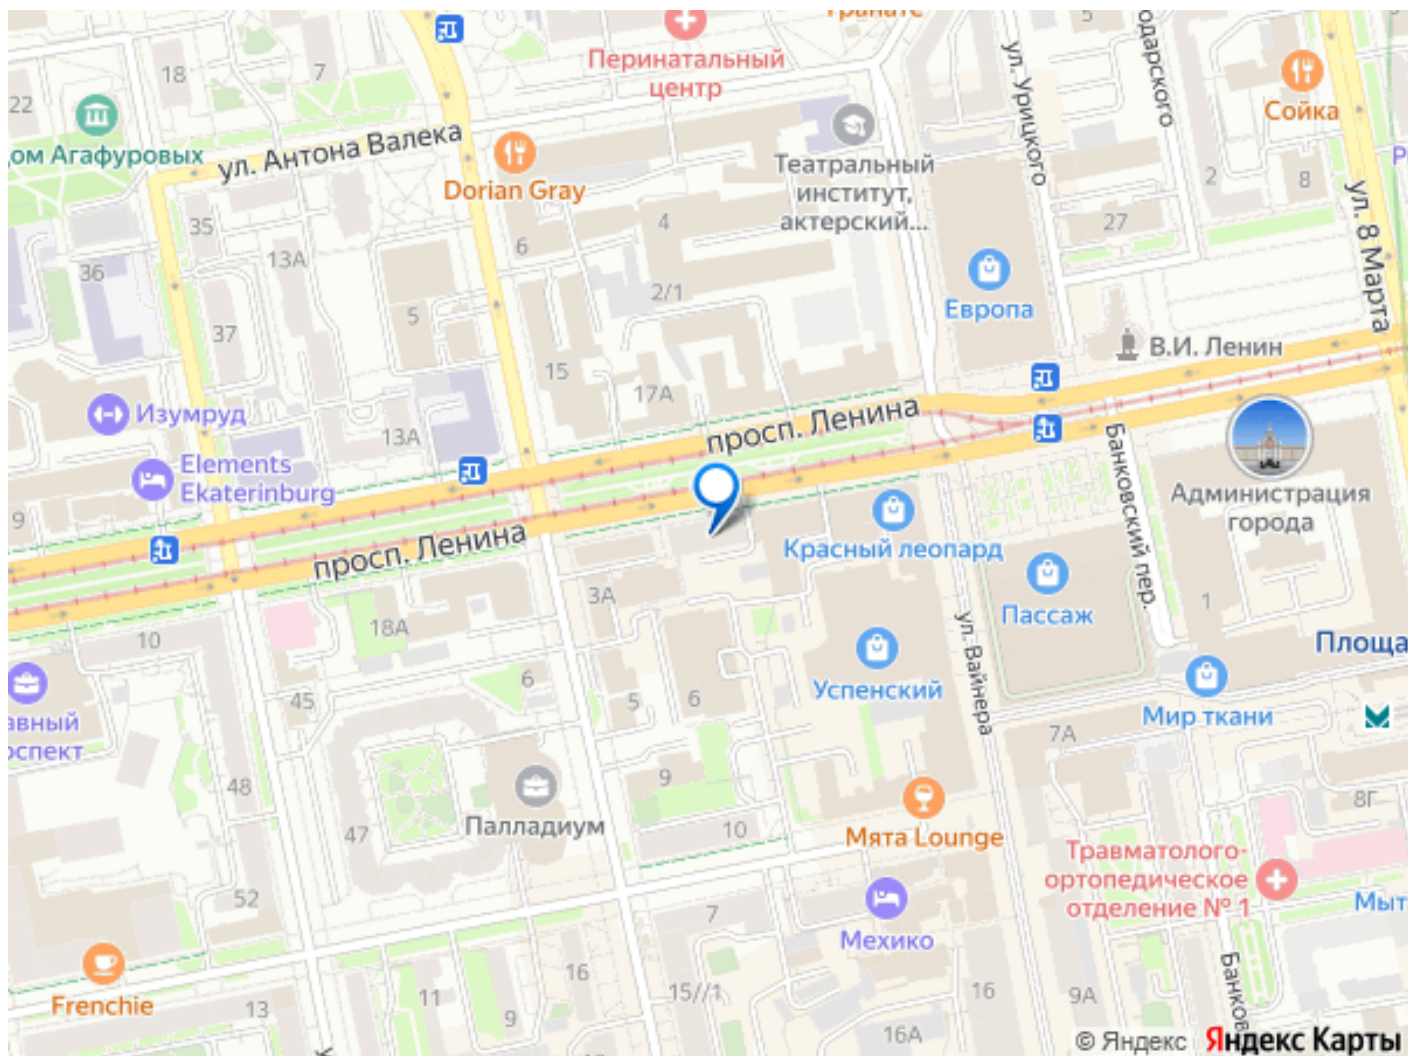 Гранате
5
18
7
Перинатальный
центр
ул. Урицкого
одарского
Сойка
22
ом Агафуровых
ул. Антона Валека
Dorian Gray
Театральный
институт,
актерский...
2
8
ул. 8 Марта
35
36
13А
6
4
27
37
5
2/1
Европа
В.И. Ленин
15
17А
Изумруд
13А
просп. Ленина
Elements
Ekaterinburg
9
Банковский пер.
Администрация
города
просп. Ленина
Красный леопард
3А
Пассаж
1
10
18А
ул. Вайнера
Площа
45
6
5
6
Успенский
Мир ткани
авный
оспект
7А
48
9
8Г
47
Палладиум
10
Мята Lounge
Травматолого-
ортопедическое
отделение № 1
52
7
Мыт
Мехико
Frenchie
13
11
16
9
15//1
16
16А
9А
Банков
© Яндекс Яндекс Карты